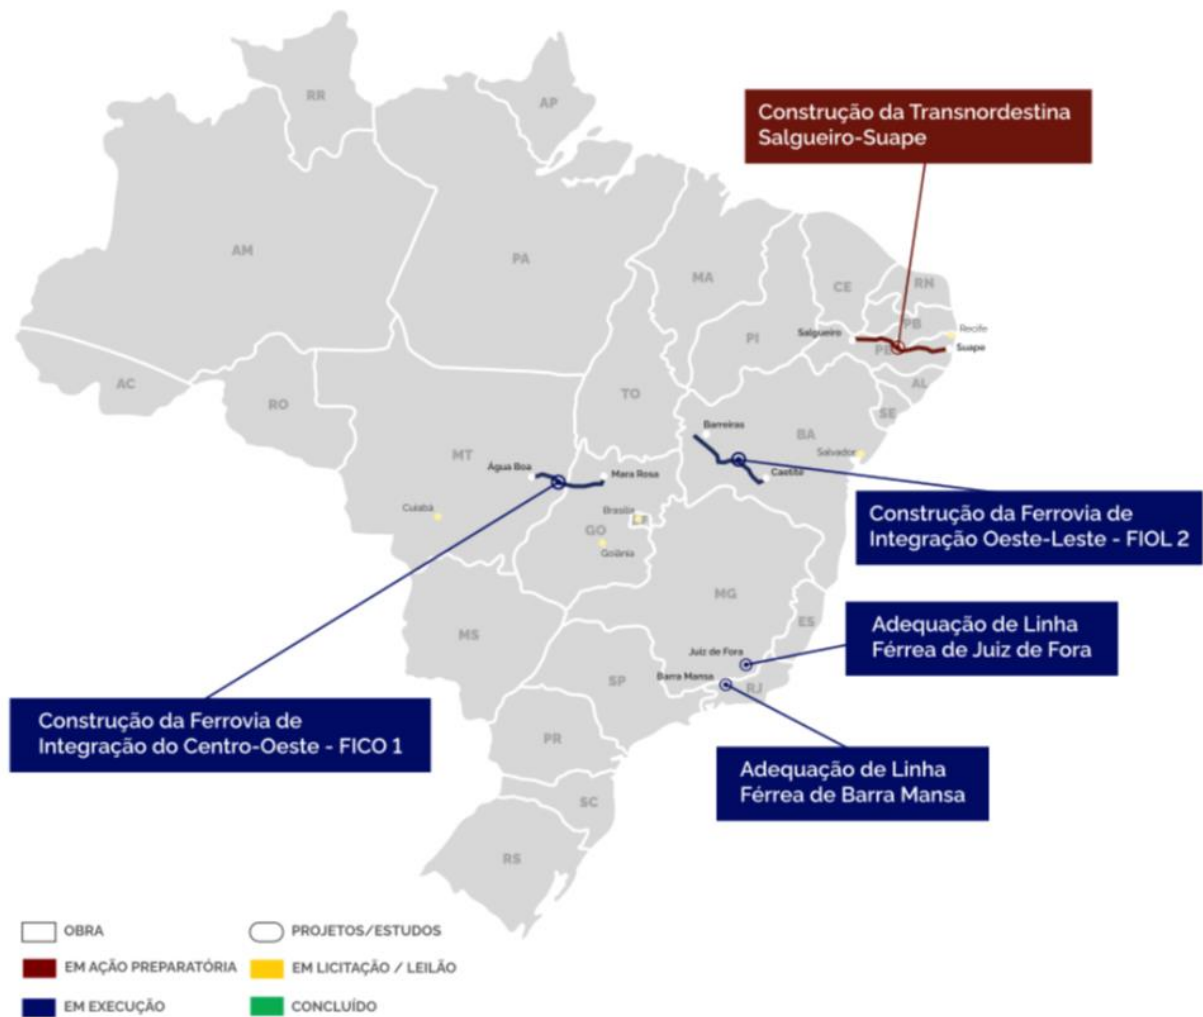 RR
AP
Construção da Transnordestina
Salgueiro-Suape
AM
PA
MA
CE
RN
PB
Recife
Salgueiro
PI
PE
Suape
AC
AL
TO
RO
SE
Barreiras
BA
MT
Salvador
Água Boa
Mara Rosa
Caetité
Cuiabá
Brasília
DF
GO
Goiânia
Construção da Ferrovia de
Integração Oeste-Leste - FIOL 2
MG
ES
Adequação de Linha
Férrea de Juiz de Fora
MS
Juiz de Fora
Barra Mansa
SP
RJ
Construção da Ferrovia de
Integração do Centro-Oeste - FICO 1
PR
Adequação de Linha
Férrea de Barra Mansa
SC
RS
OBRA
PROJETOS/ESTUDOS
EM AÇÃO PREPARATÓRIA
EM LICITAÇÃO / LEILÃO
EM EXECUÇÃO
CONCLUÍDO